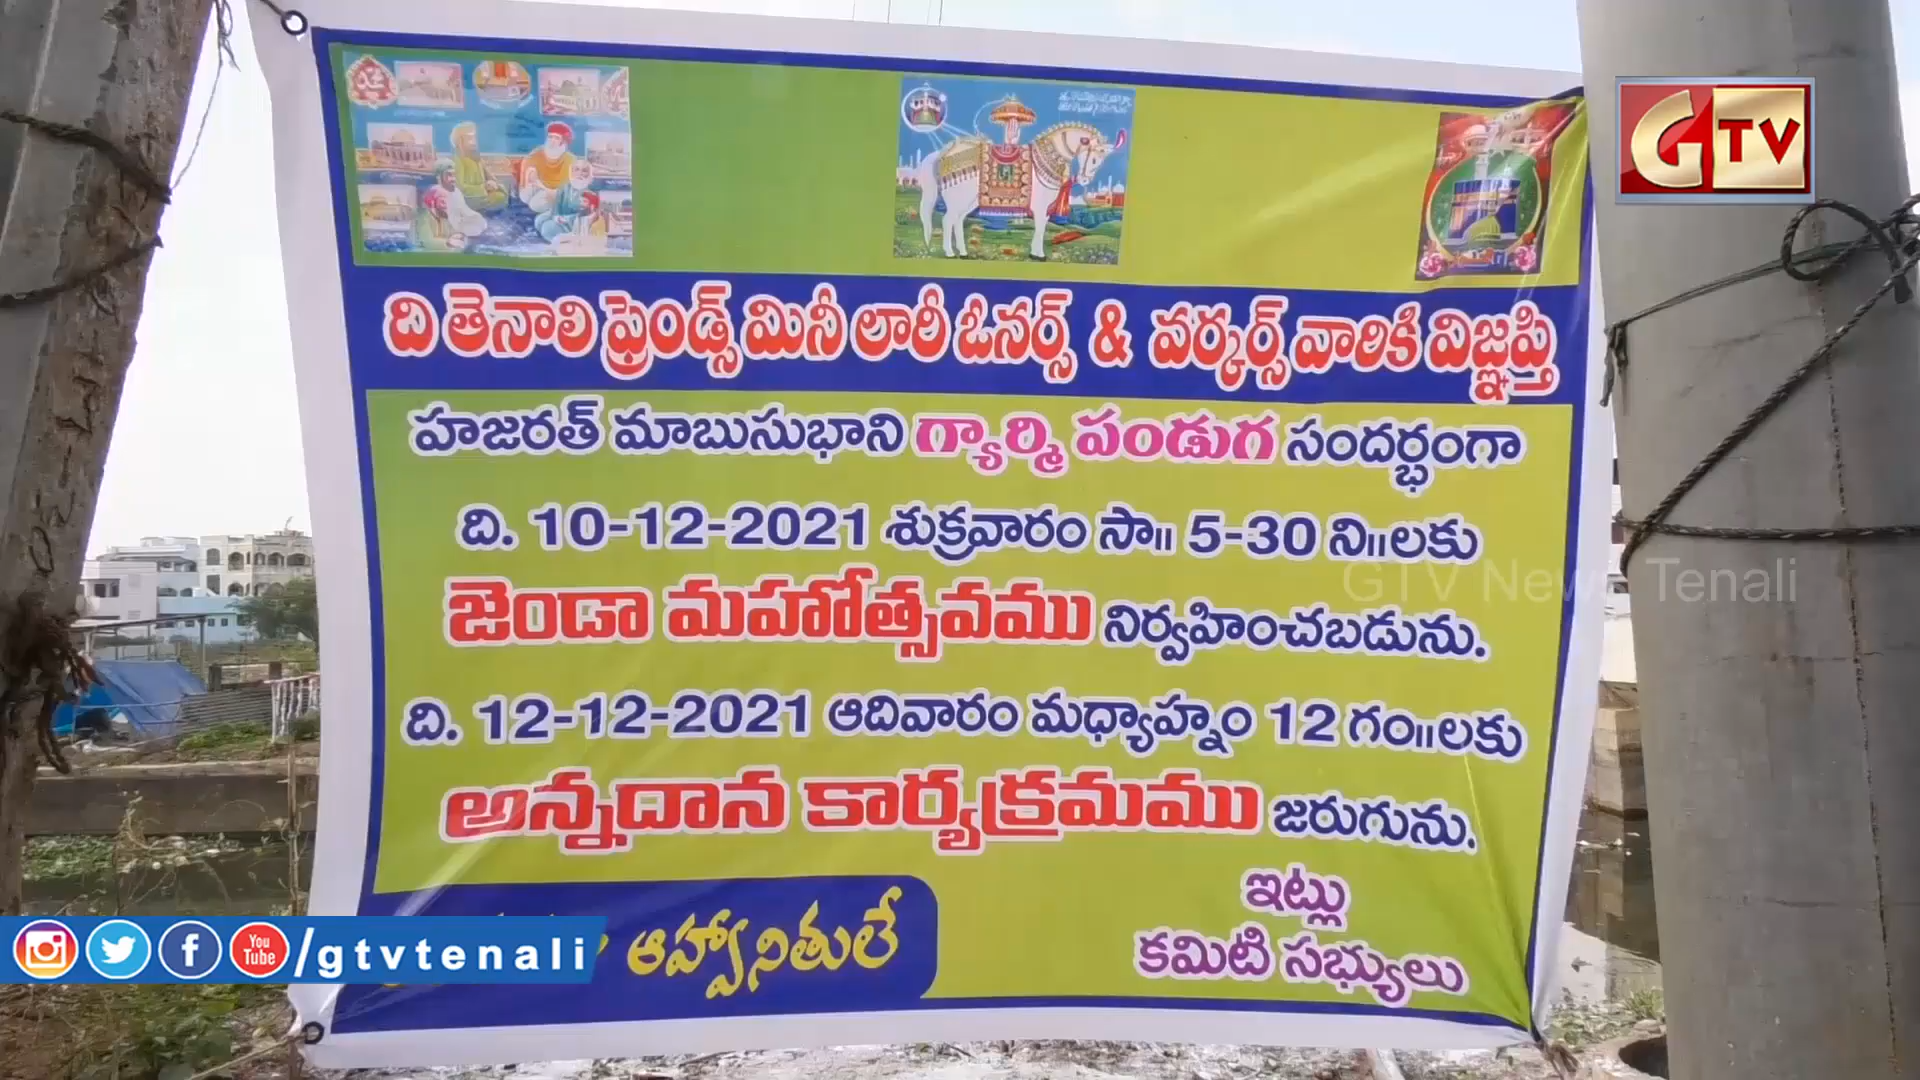 GTV
ది తెనాలి ఫ్రెండ్స్ మినీ లారీ ఓనర్స్ & వర్కర్స్ వారికి విజ్ఞప్తి
హజరత్ మాబుసుభాని గ్యార్మి పండుగ సందర్భంగా
ది. 10-12-2021 శుక్రవారం సా॥ 5-30 ని॥లకు
GTV News Tenali
జెండా మహోత్సవము నిర్వహించబడును.
ది. 12-12-2021 ఆదివారం మధ్యాహ్నం 12 గం॥లకు
అన్నదాన కార్యక్రమము జరుగును.
ఆహ్వానితులే
ఇట్లు
కమిటి సభ్యులు
You Tube /gtvtenali